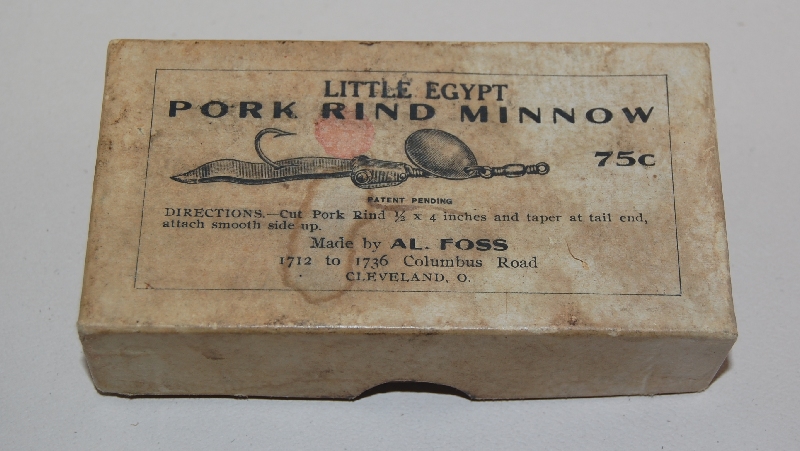 LITTLE EGYPT
PORK RIND MINNOW
75c
PATENT PENDING
DIRECTIONS.—Cut Pork Rind ½ x 4 inches and taper at tail end,
attach smooth side up.
Made by AL. FOSS
1712 to 1736 Columbus Road
CLEVELAND, O.